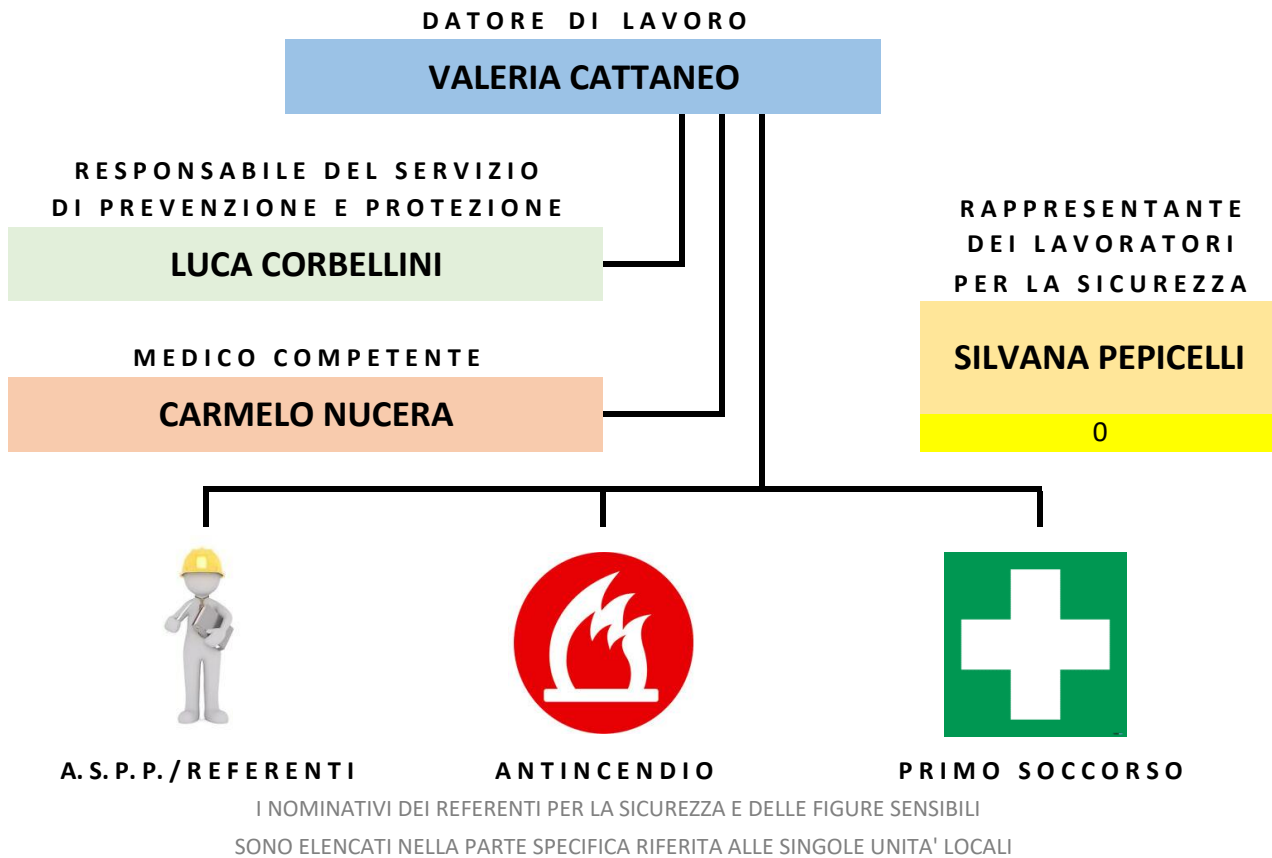 DATORE DI LAVORO
VALERIA CATTANEO
RESPONSABILE DEL SERVIZIO
DI PREVENZIONE E PROTEZIONE
LUCA CORBELLINI
MEDICO COMPETENTE
CARMELO NUCERA
RAPPRESENTANTE
DEI LAVORATORI
PER LA SICUREZZA
SILVANA PEPICELLI
0
A.S.P.P./REFERENTI
ANTINCENDIO
PRIMO SOCCORSO
I NOMINATIVI DEI REFERENTI PER LA SICUREZZA E DELLE FIGURE SENSIBILI
SONO ELENCATI NELLA PARTE SPECIFICA RIFERITA ALLE SINGOLE UNITA' LOCALI